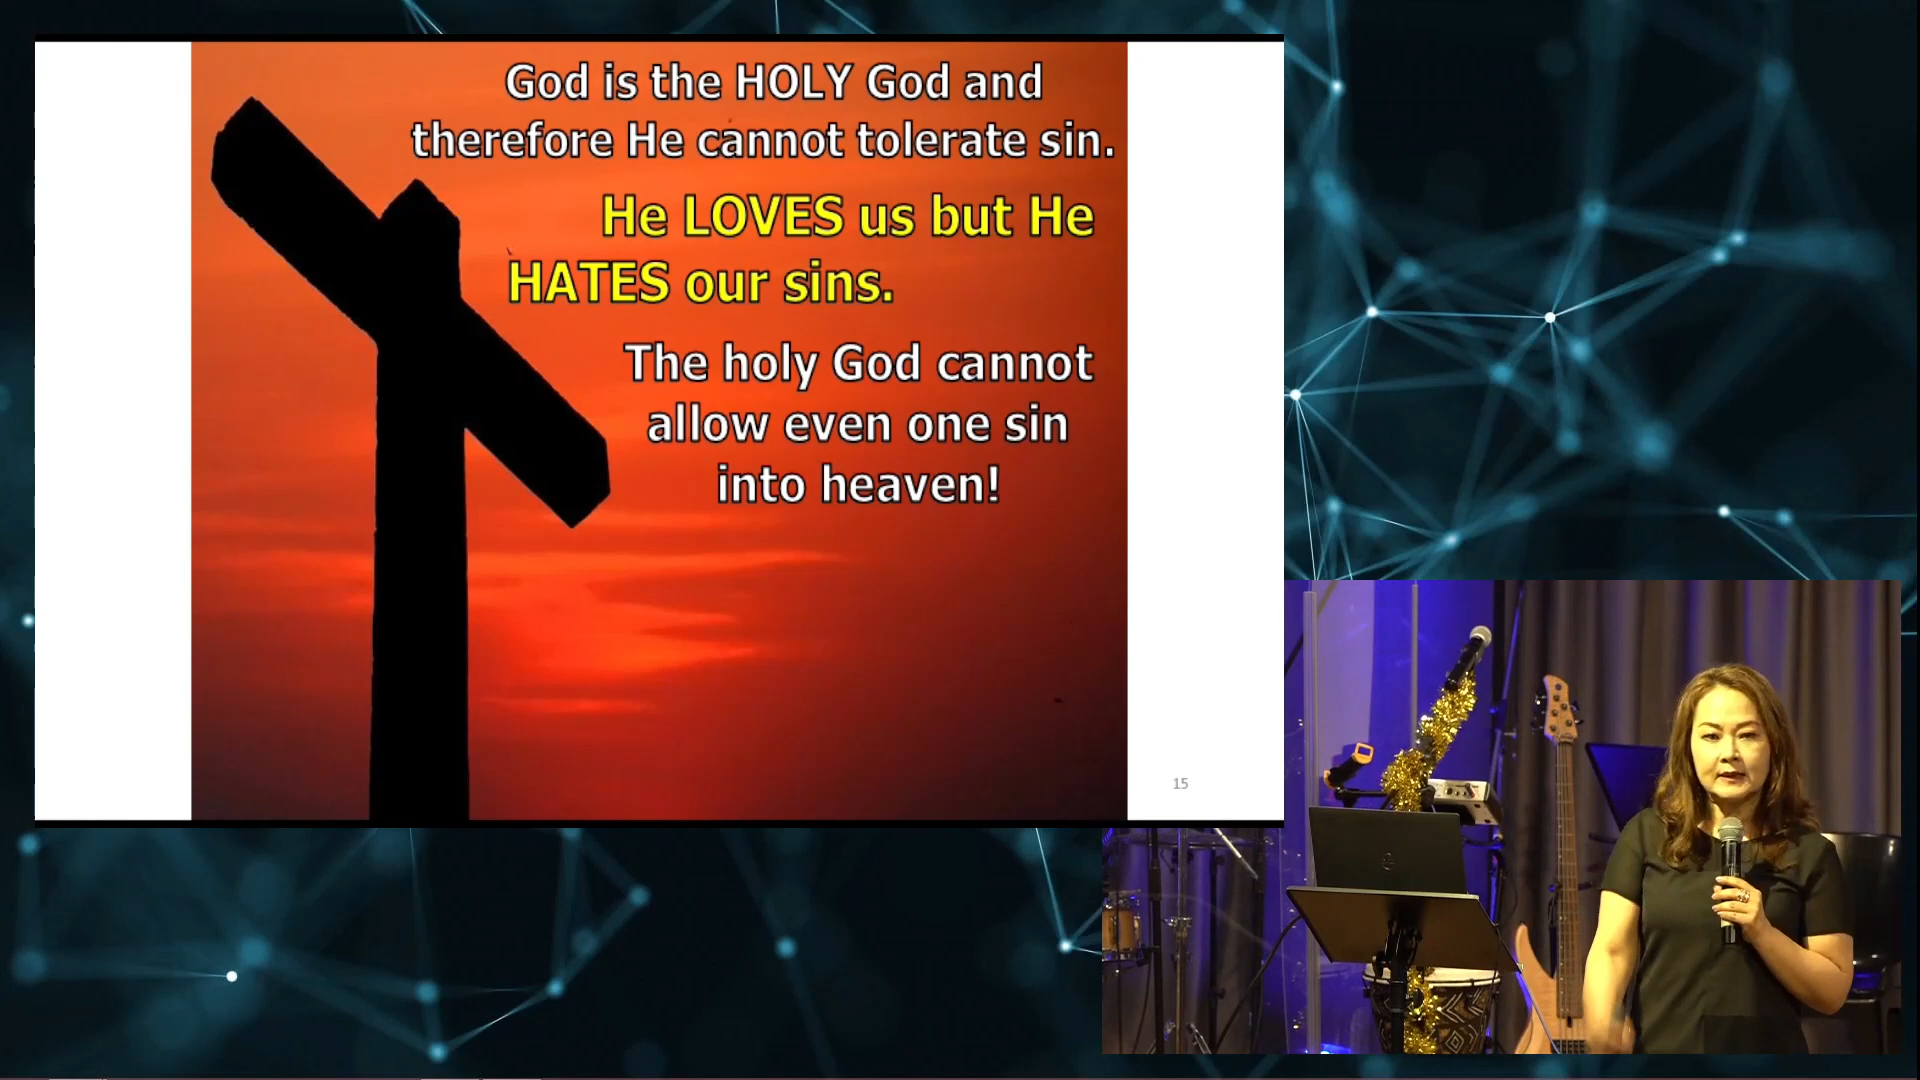 God is the HOLY God and
therefore He cannot tolerate sin.
He LOVES us but He
HATES our sins.
The holy God cannot
allow even one sin
into heaven!
15